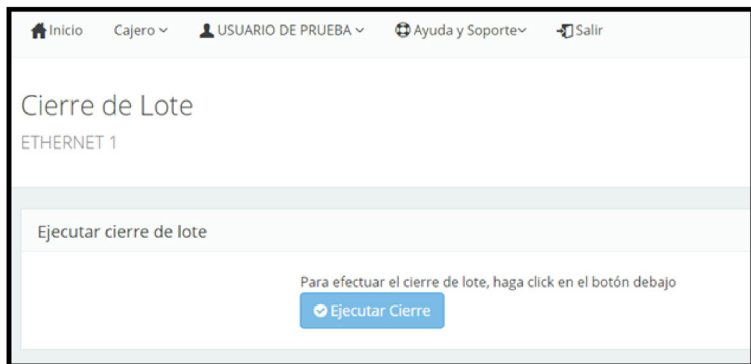 Inicio Cajero USUARIO DE PRUEBA Ayuda y Soporte Salir
Cierre de Lote
ETHERNET 1
Ejecutar cierre de lote
Para efectuar el cierre de lote, haga click en el botón debajo
Ejecutar Cierre